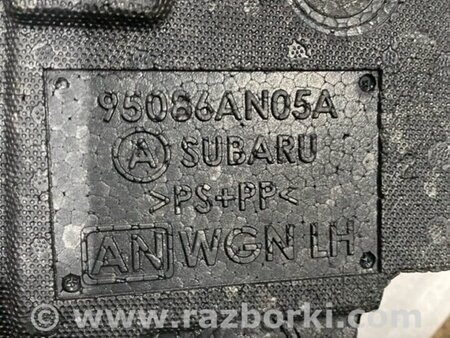 95086AN05A
A SUBARU
>PS+PP<
AN WGN LH
www.razborki.com